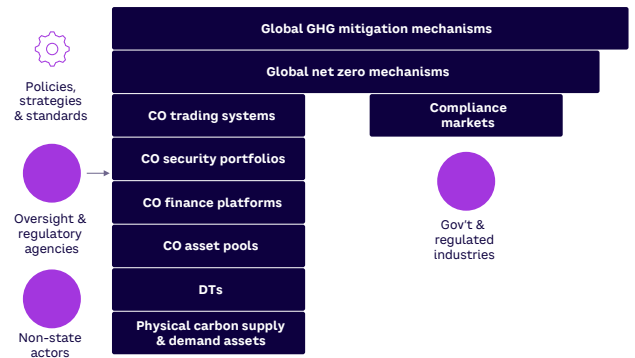 Global GHG mitigation mechanisms
Global net zero mechanisms
Policies,
strategies
& standards
CO trading systems
Compliance
markets
CO security portfolios
CO finance platforms
Oversight &
regulatory
agencies
Gov't &
regulated
industries
CO asset pools
DTs
Physical carbon supply
& demand assets
Non-state
actors